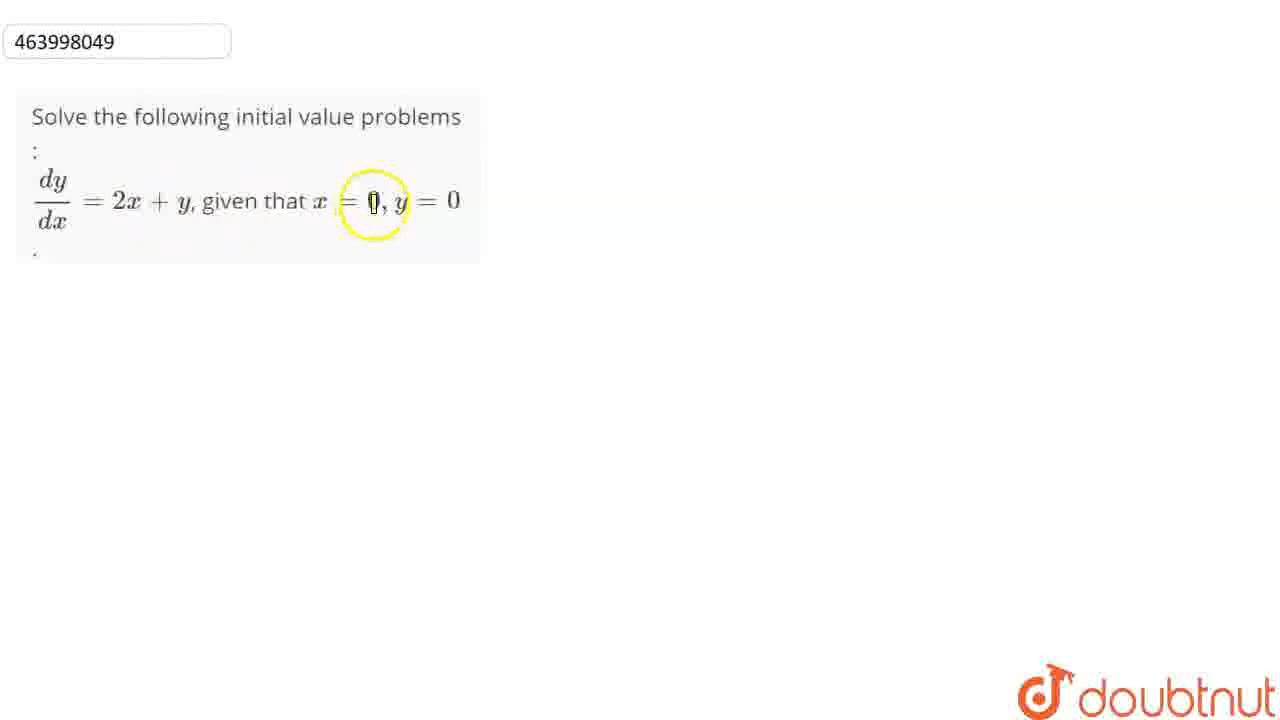 463998049
Solve the following initial value problems
:
dy/dx = 2x + y, given that x = 0, y = 0
.
doubtnut